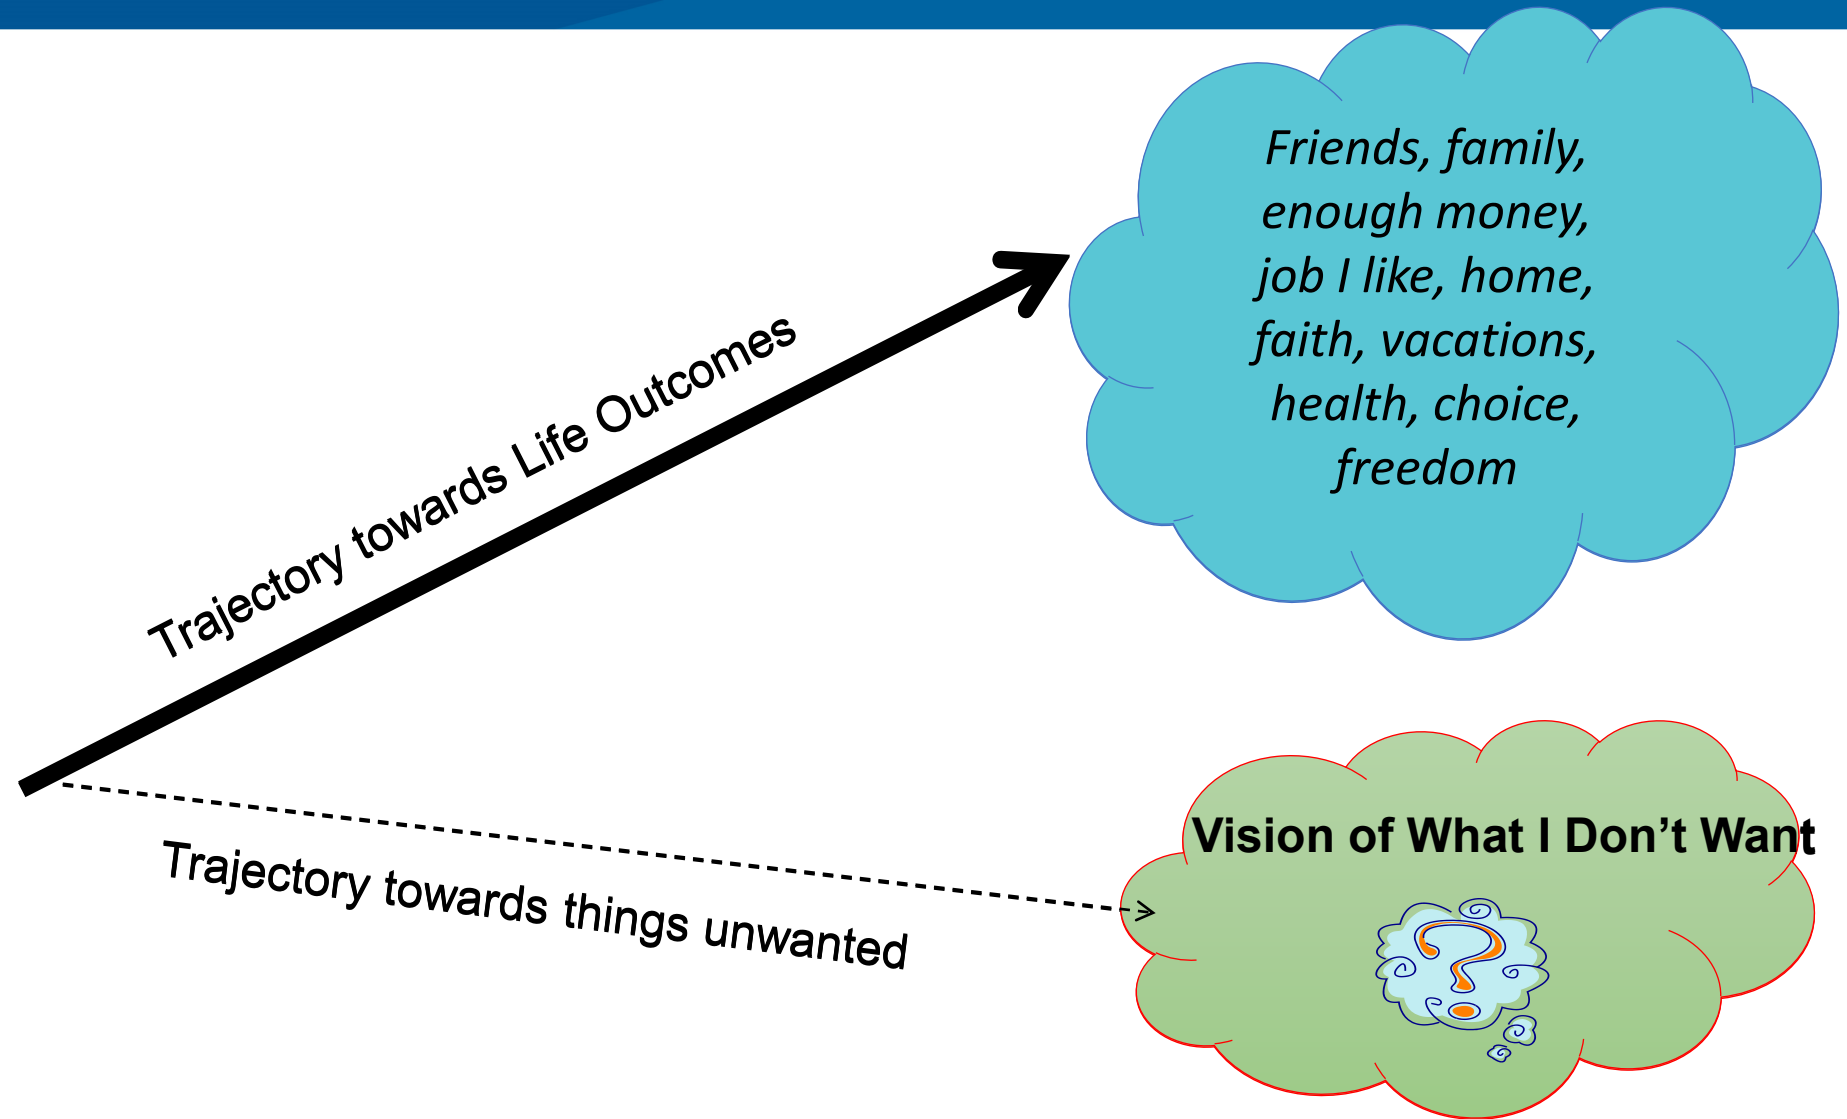 Friends, family,
enough money,
job I like, home,
faith, vacations,
health, choice,
freedom
Trajectory towards Life Outcomes
Trajectory towards things unwanted
Vision of What I Don’t Want
?